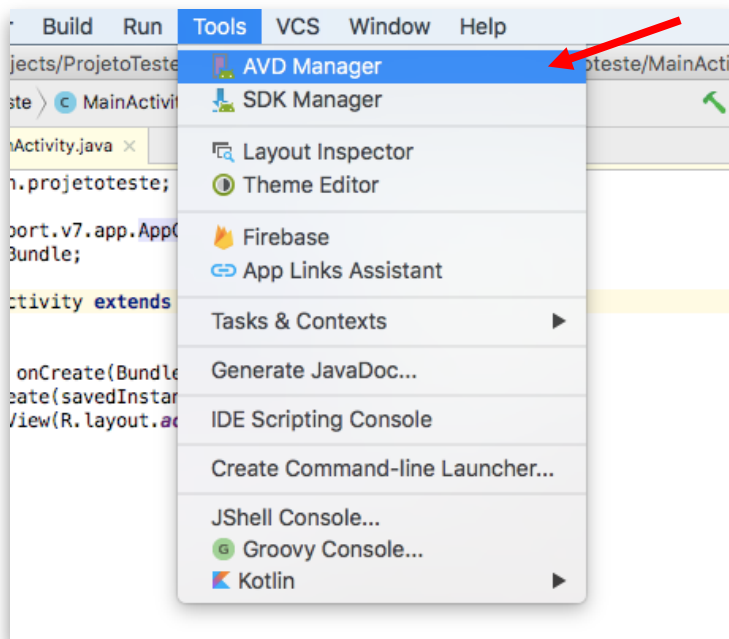 Build Run Tools VCS Window Help
jects/ProjetoTeste oteste/MainActi
ste MainActivit
Activity.java
AVD Manager
SDK Manager
Layout Inspector
Theme Editor
Firebase
App Links Assistant
Tasks & Contexts
Generate JavaDoc...
IDE Scripting Console
Create Command-line Launcher...
JShell Console...
Groovy Console...
Kotlin
.projetoteste;
port.v7.app.AppC
Bundle;
ctivity extends
onCreate(Bundle
eate(savedInstan
View(R.layout.ac